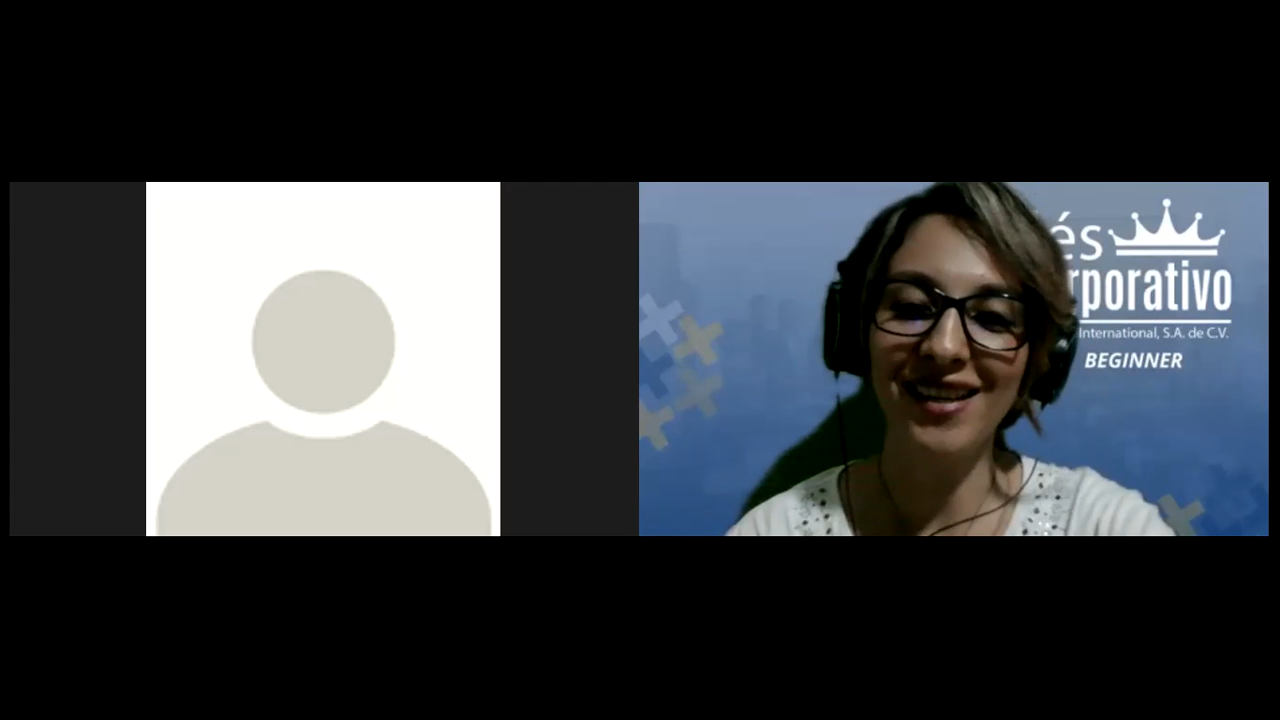 és
rporativo
International, S.A. de C.V.
BEGINNER